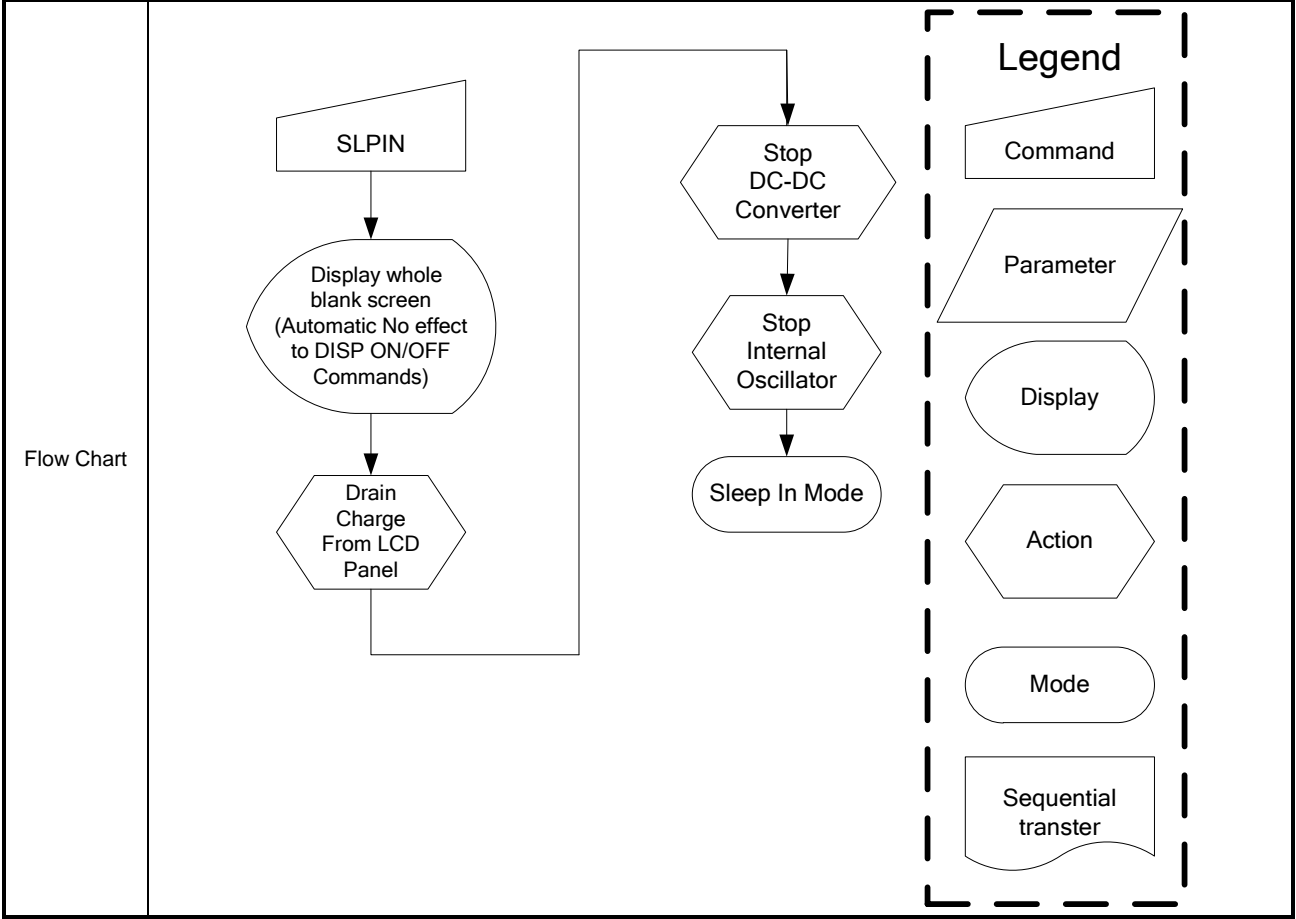 Flow Chart
SLPIN
Display whole
blank screen
(Automatic No effect
to DISP ON/OFF
Commands)
Drain
Charge
From LCD
Panel
Stop
DC-DC
Converter
Stop
Internal
Oscillator
Sleep In Mode
Legend
Command
Parameter
Display
Action
Mode
Sequential
transter